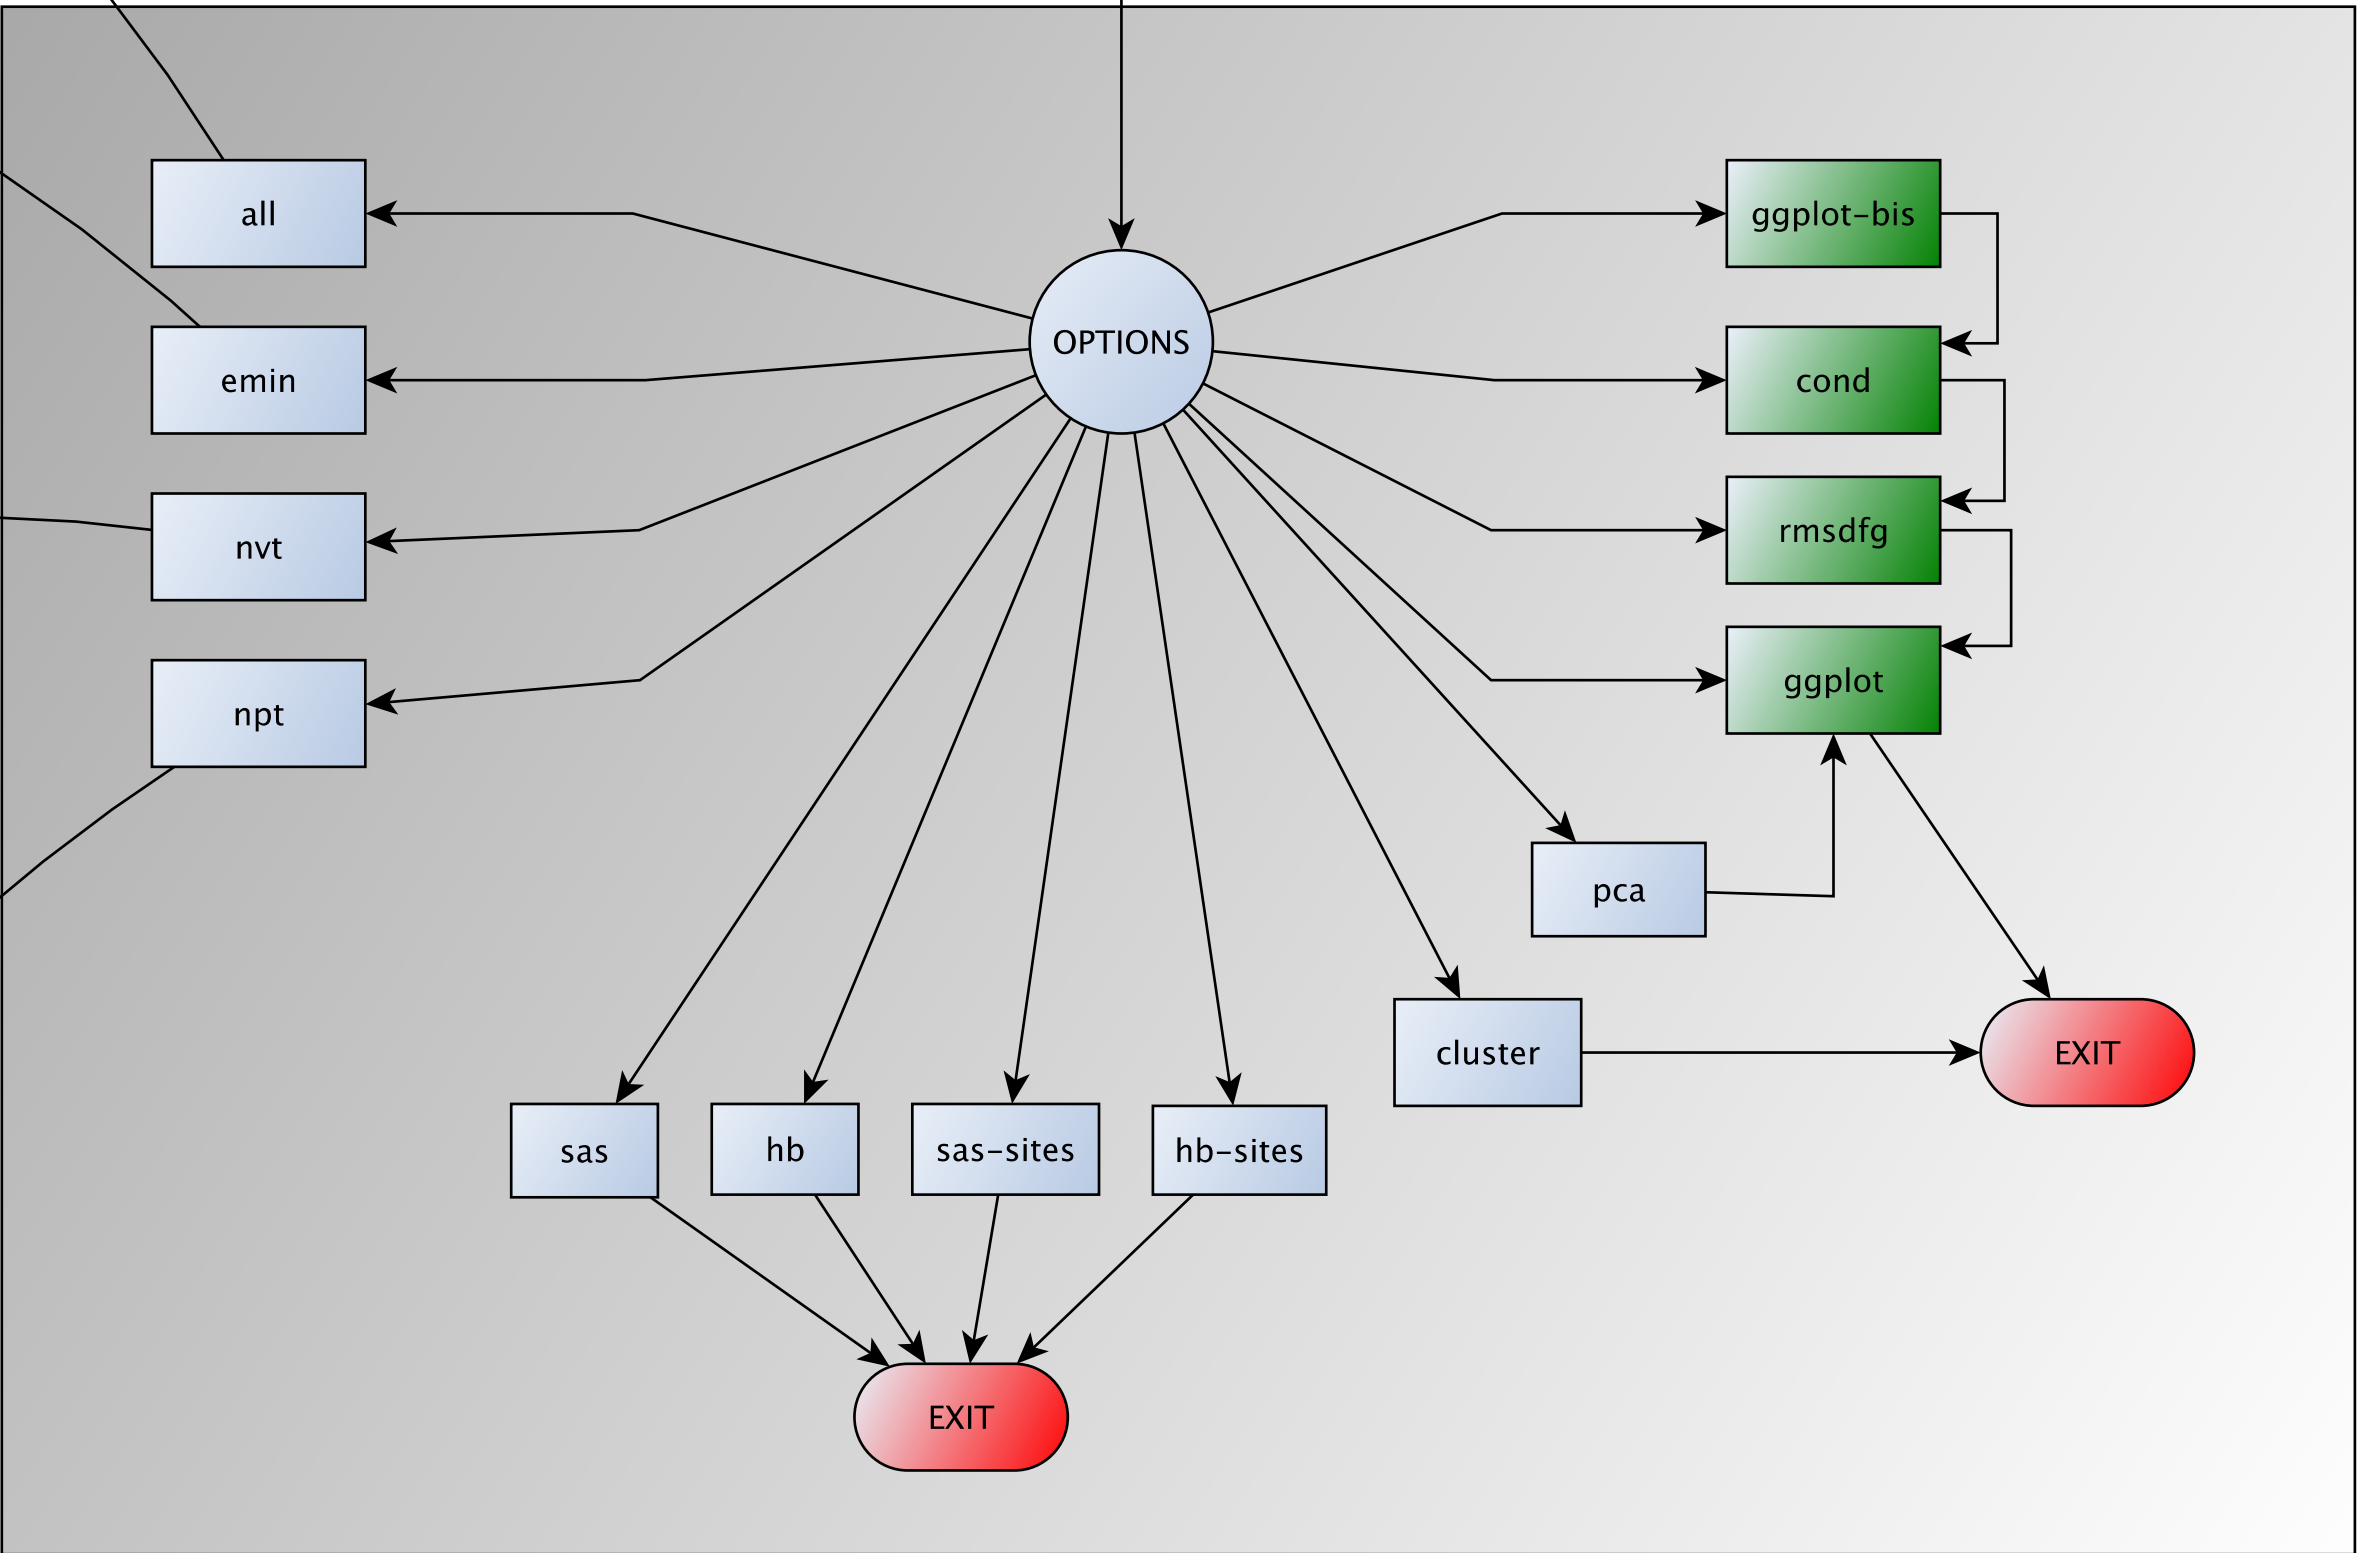 all
ggplot-bis
OPTIONS
emin
cond
nvt
rmsdfg
npt
ggplot
pca
cluster
EXIT
sas
hb
sas-sites
hb-sites
EXIT